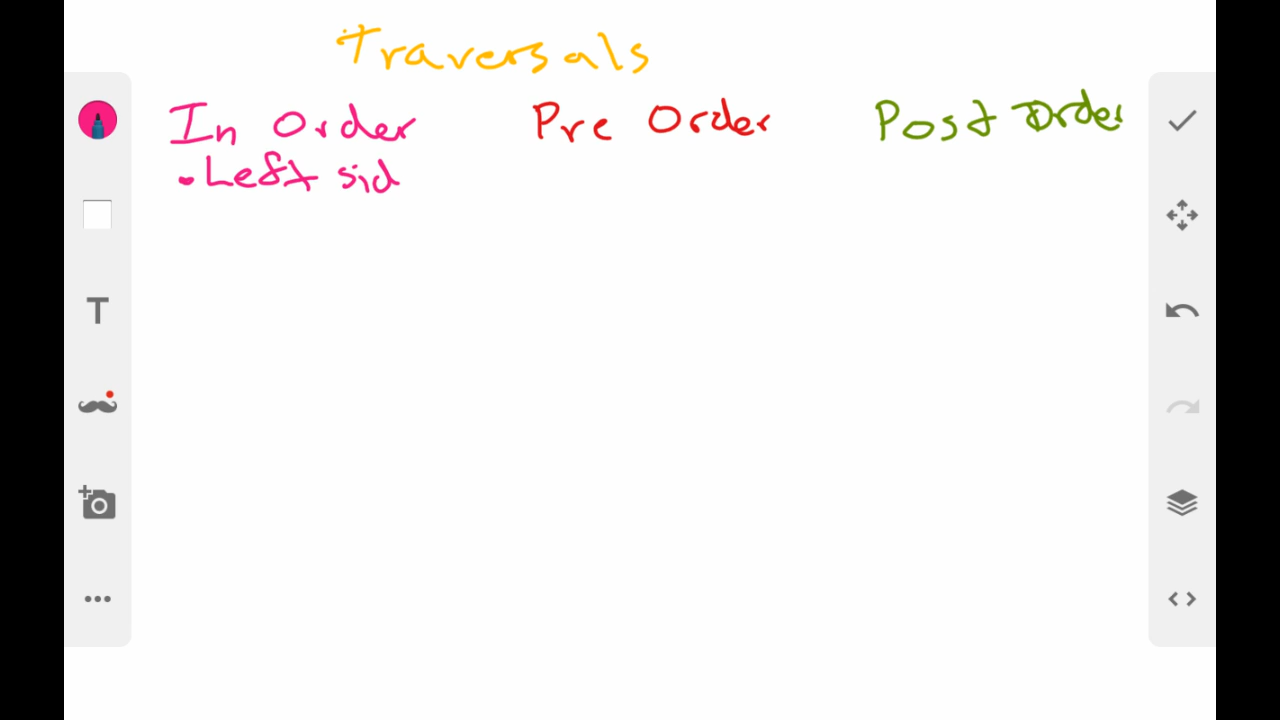 Traversals
In Order Pre Order Post Order
• Left sid
T